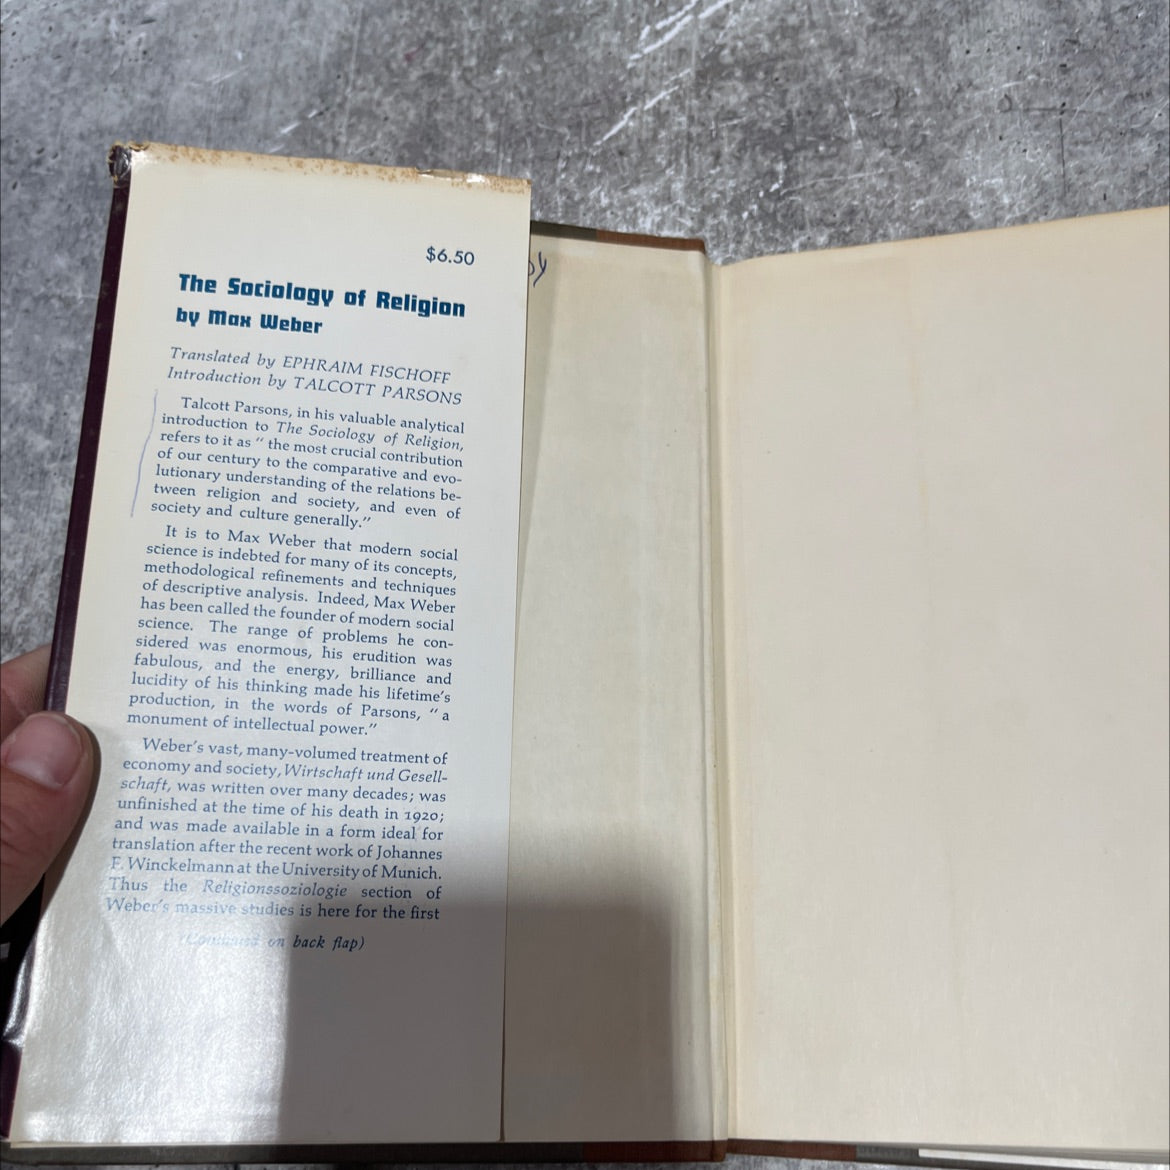 $6.50
The Sociology of Religion
by Max Weber
Translated by EPHRAIM FISCHOFF
Introduction by TALCOTT PARSONS
Talcott Parsons, in his valuable analytical
introduction to The Sociology of Religion,
refers to it as “ the most crucial contribution
of our century to the comparative and evo-
lutionary understanding of the relations be-
tween religion and society, and even of
society and culture generally.”
It is to Max Weber that modern social
science is indebted for many of its concepts,
methodological refinements and techniques
of descriptive analysis. Indeed, Max Weber
has been called the founder of modern social
science. The range of problems he con-
sidered was enormous, his erudition was
fabulous, and the energy, brilliance and
lucidity of his thinking made his lifetime’s
production, in the words of Parsons, “ a
monument of intellectual power.”
Weber’s vast, many-volumed treatment of
economy and society, Wirtschaft und Gesell-
schaft, was written over many decades; was
unfinished at the time of his death in 1920;
and was made available in a form ideal for
translation after the recent work of Johannes
F. Winckelmann at the University of Munich.
Thus the Religionssoziologie section of
Weber’s massive studies is here for the first
(Continued on back flap)